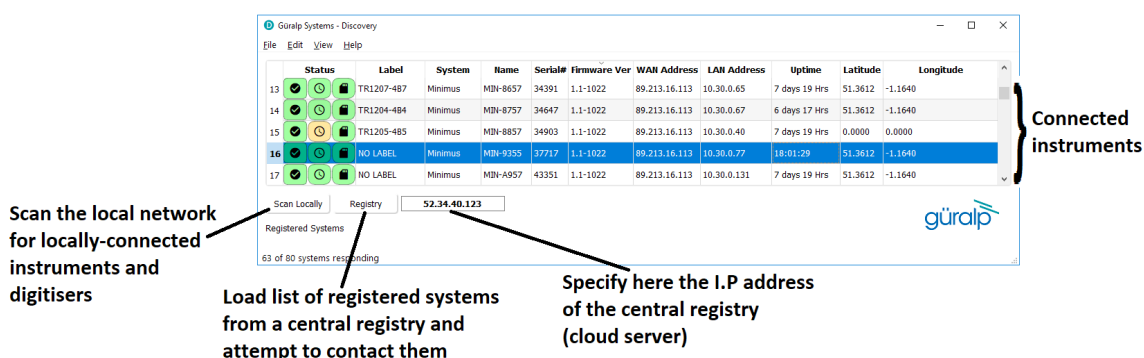 Güralp Systems - Discovery
File Edit View Help
Status Label System Name Serial# Firmware Ver WAN Address LAN Address Uptime Latitude Longitude
13 TR1207-4B7 Minimus MIN-8657 34391 1.1-1022 89.213.16.113 10.30.0.65 7 days 19 Hrs 51.3612 -1.1640
14 TR1204-4B4 Minimus MIN-8757 34647 1.1-1022 89.213.16.113 10.30.0.67 6 days 17 Hrs 51.3612 -1.1640
15 TR1205-4B5 Minimus MIN-8857 34903 1.1-1022 89.213.16.113 10.30.0.40 7 days 19 Hrs 0.0000 0.0000
16 NO LABEL Minimus MIN-9355 37717 1.1-1022 89.213.16.113 10.30.0.77 18:01:29 51.3612 -1.1640
17 NO LABEL Minimus MIN-A957 43351 1.1-1022 89.213.16.113 10.30.0.131 7 days 19 Hrs 51.3612 -1.1640
Connected
instruments
Scan Locally Registry 52.34.40.123
Registered Systems
güralp
63 of 80 systems responding
Scan the local network
for locally-connected
instruments and
digitisers
Load list of registered systems
from a central registry and
attempt to contact them
Specify here the I.P address
of the central registry
(cloud server)